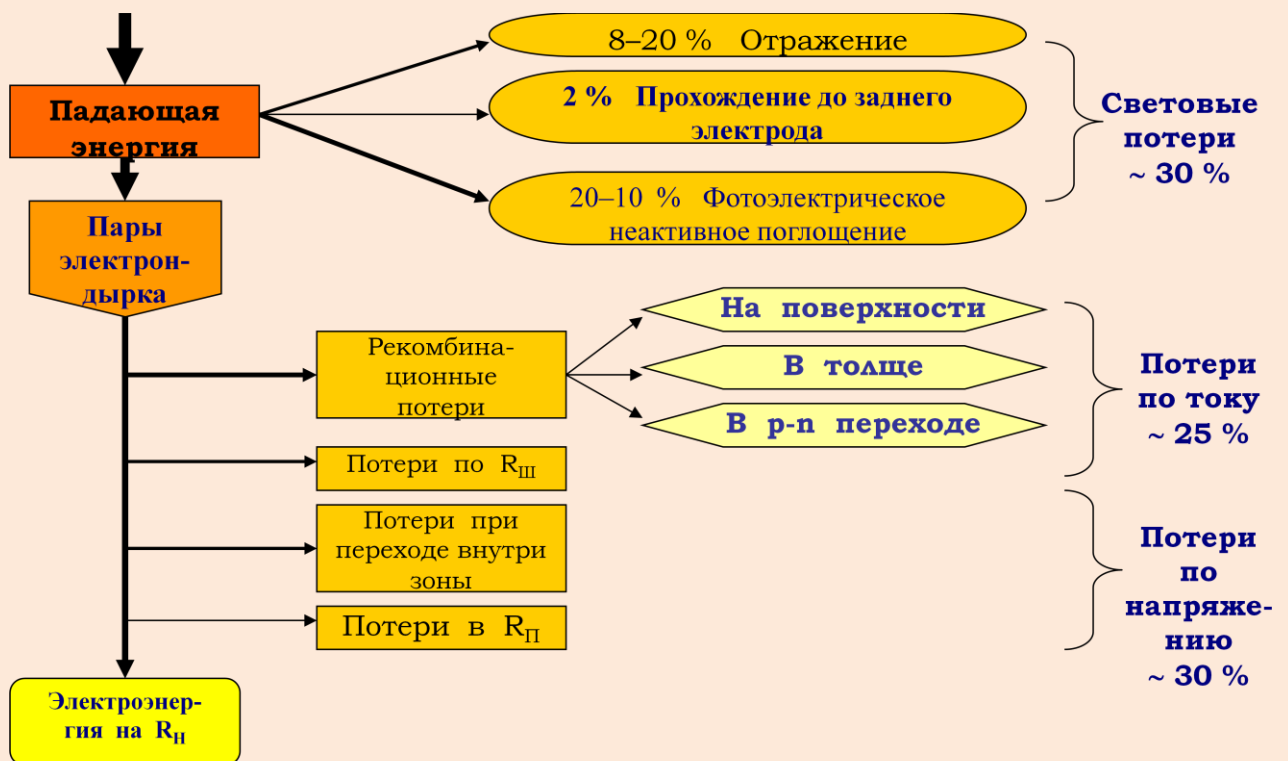 8–20 % Отражение
Падающая
энергия
2 % Прохождение до заднего
электрода
20–10 % Фотоэлектрическое
неактивное поглощение
Световые
потери
~ 30 %
Пары
электрон-
дырка
Рекомбина-
ционные
потери
На поверхности
В толще
В p-n переходе
Потери
по току
~ 25 %
Потери по RШ
Потери при
переходе внутри
зоны
Потери в RП
Потери
по
напряже-
нию
~ 30 %
Электроэнер-
гия на RН